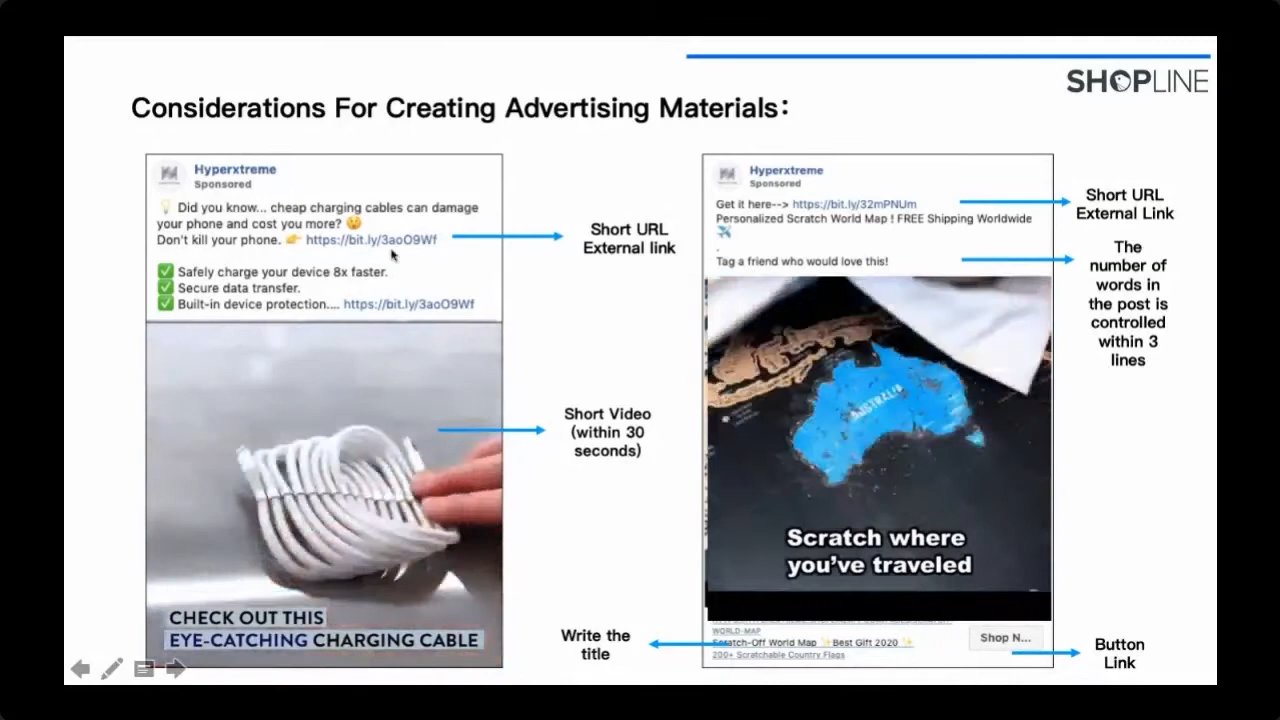 SHOPLINE
Considerations For Creating Advertising Materials:
Hyperxtreme
Sponsored
💡 Did you know... cheap charging cables can damage
your phone and cost you more? 😲
Don't kill your phone. 👉 https://bit.ly/3aoO9Wf
✅ Safely charge your device 8x faster.
✅ Secure data transfer.
✅ Built-in device protection.... https://bit.ly/3aoO9Wf
CHECK OUT THIS
EYE-CATCHING CHARGING CABLE
Short URL
External link
Short Video
(within 30
seconds)
Write the
title
Hyperxtreme
Sponsored
Get it here--> https://bit.ly/32mPNUm
Personalized Scratch World Map ! FREE Shipping Worldwide
✈️
.
Tag a friend who would love this!
AUSTRALIA
Scratch where
you've traveled
WORLD-MAP
Scratch-Off World Map ✨Best Gift 2020 ✨
200+ Scratchable Country Flags
Shop N...
Short URL
External Link
The
number of
words in
the post is
controlled
within 3
lines
Button
Link